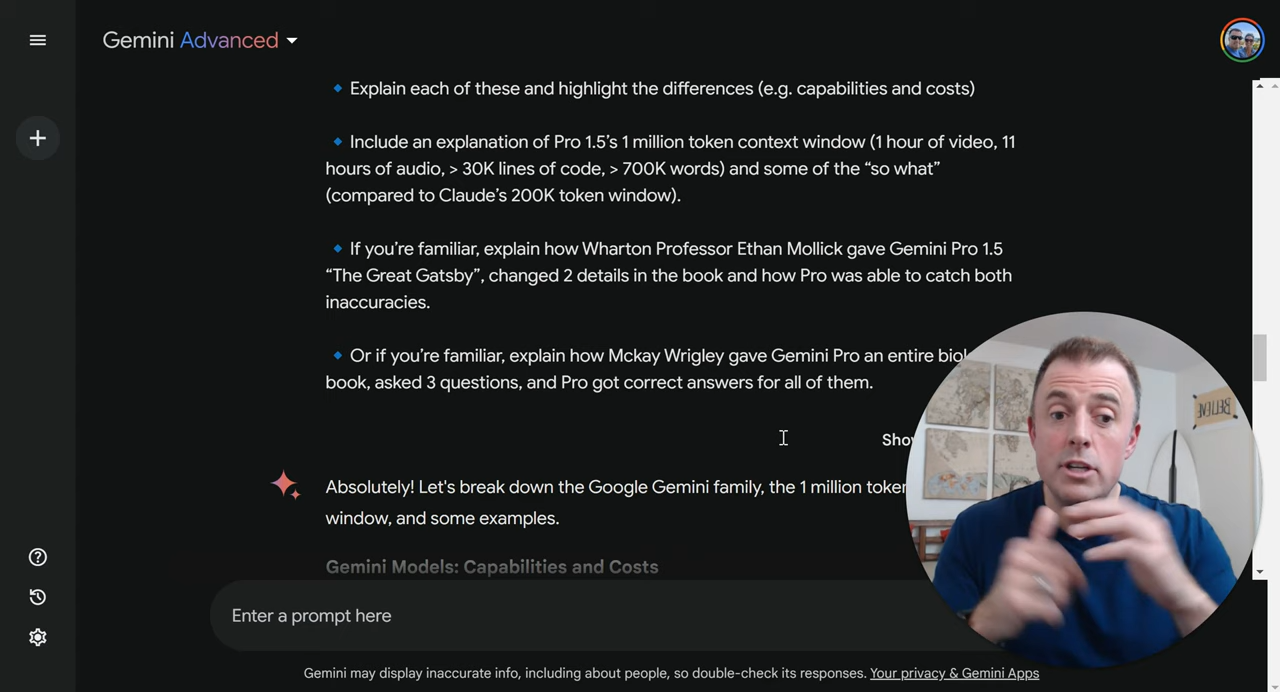 Gemini Advanced
🔹 Explain each of these and highlight the differences (e.g. capabilities and costs)
🔹 Include an explanation of Pro 1.5’s 1 million token context window (1 hour of video, 11
hours of audio, > 30K lines of code, > 700K words) and some of the “so what”
(compared to Claude’s 200K token window).
🔹 If you’re familiar, explain how Wharton Professor Ethan Mollick gave Gemini Pro 1.5
“The Great Gatsby”, changed 2 details in the book and how Pro was able to catch both
inaccuracies.
🔹 Or if you’re familiar, explain how Mckay Wrigley gave Gemini Pro an entire
book, asked 3 questions, and Pro got correct answers for all of them.
BELIEVE
Absolutely! Let's break down the Google Gemini family, the 1 million token
window, and some examples.
Gemini Models: Capabilities and Costs
Enter a prompt here
Gemini may display inaccurate info, including about people, so double-check its responses. Your privacy & Gemini Apps